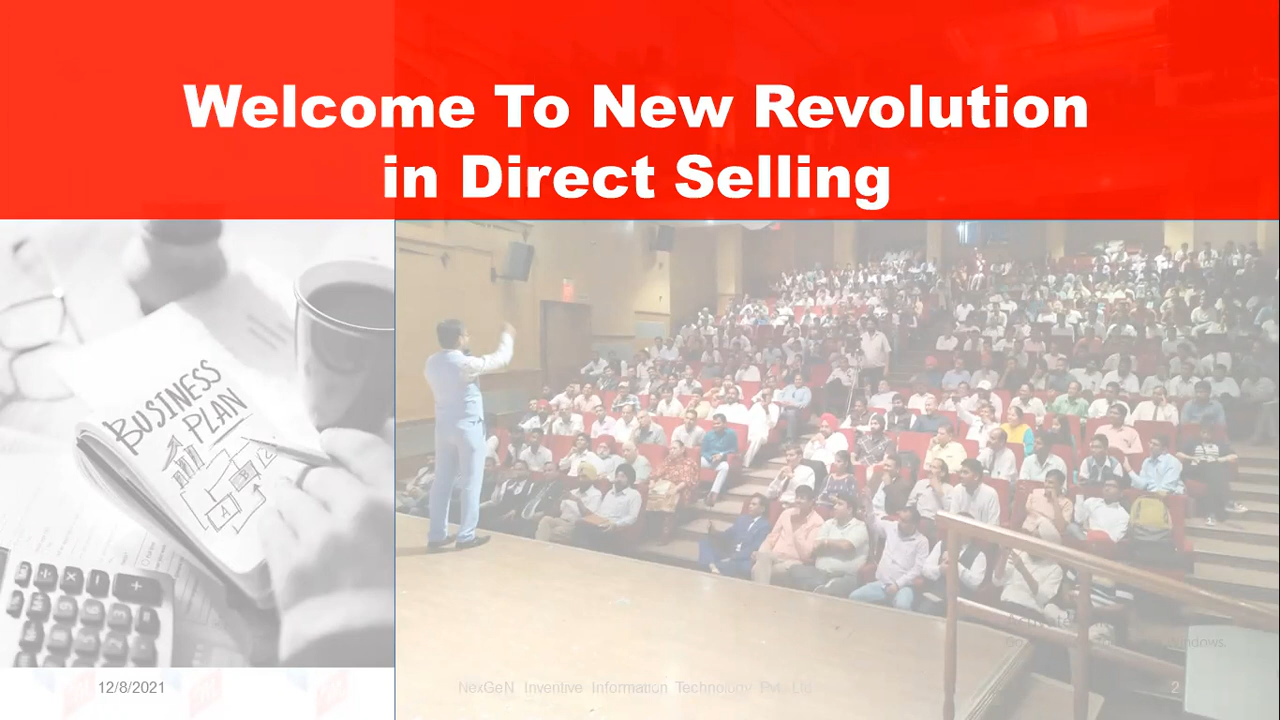 Welcome To New Revolution
in Direct Selling
BUSINESS
PLAN
B
A
12/8/2021
NexGeN Inventive Information Technology Pvt. Ltd
2